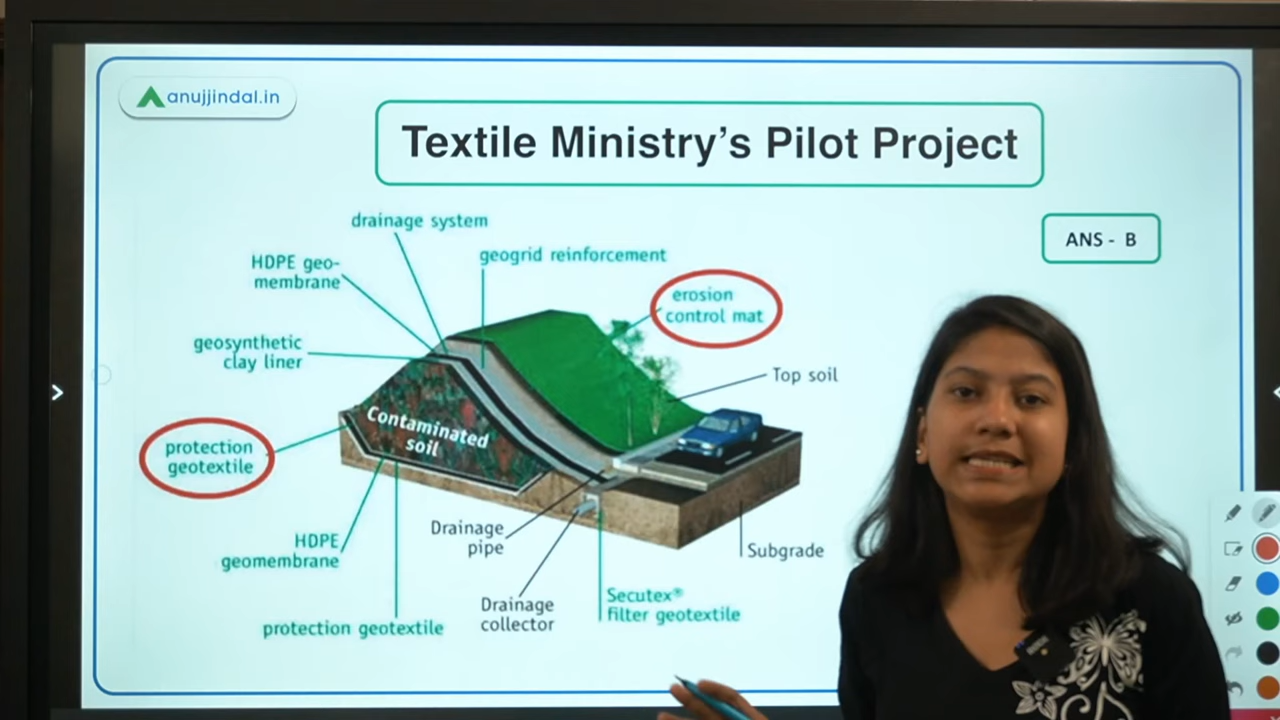 anujjindal.in
Textile Ministry's Pilot Project
ANS - B
drainage system
geogrid reinforcement
HDPE geo-
membrane
erosion
control mat
geosynthetic
clay liner
Top soil
Contaminated
soil
protection
geotextile
Drainage
pipe
HDPE
geomembrane
Subgrade
Drainage
collector
Secutex®
filter geotextile
protection geotextile